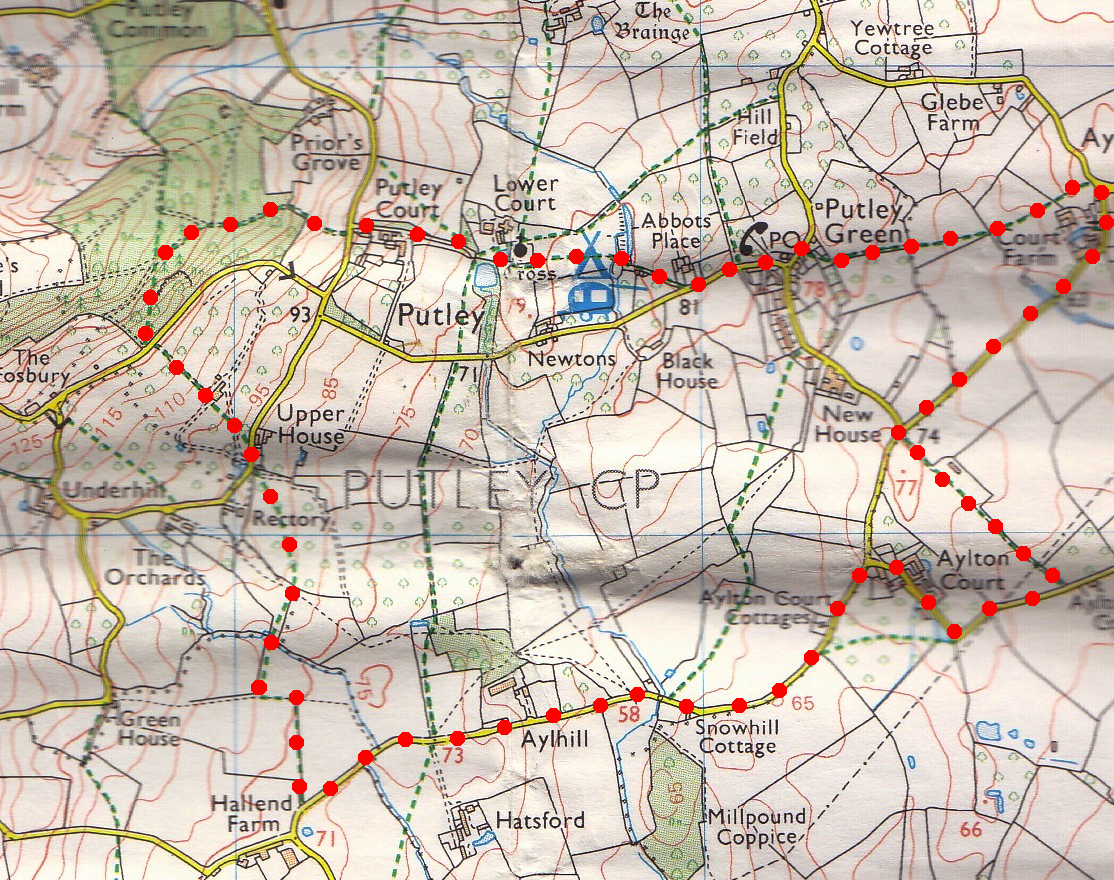 Putley
Common
The
Brainge
Yewtree
Cottage
Glebe
Farm
Hill
Field
Prior's
Grove
Putley
Court
Lower
Court
Abbots
Place
PO
Putley
Green
Court
Farm
ross
79
78
93
Putley
81
Newtons
Black
House
71
The
95
85
75
70
110
115
125
Upper
House
New
House
74
77
PUTLEY CP
Underhill
Rectory
The
Orchards
Aylton
Court
Aylton Court
Cottages
75
Green
House
58
65
Snowhill
Cottage
Aylhill
73
Hallend
Farm
71
Hatsford
Millpound
Coppice
66